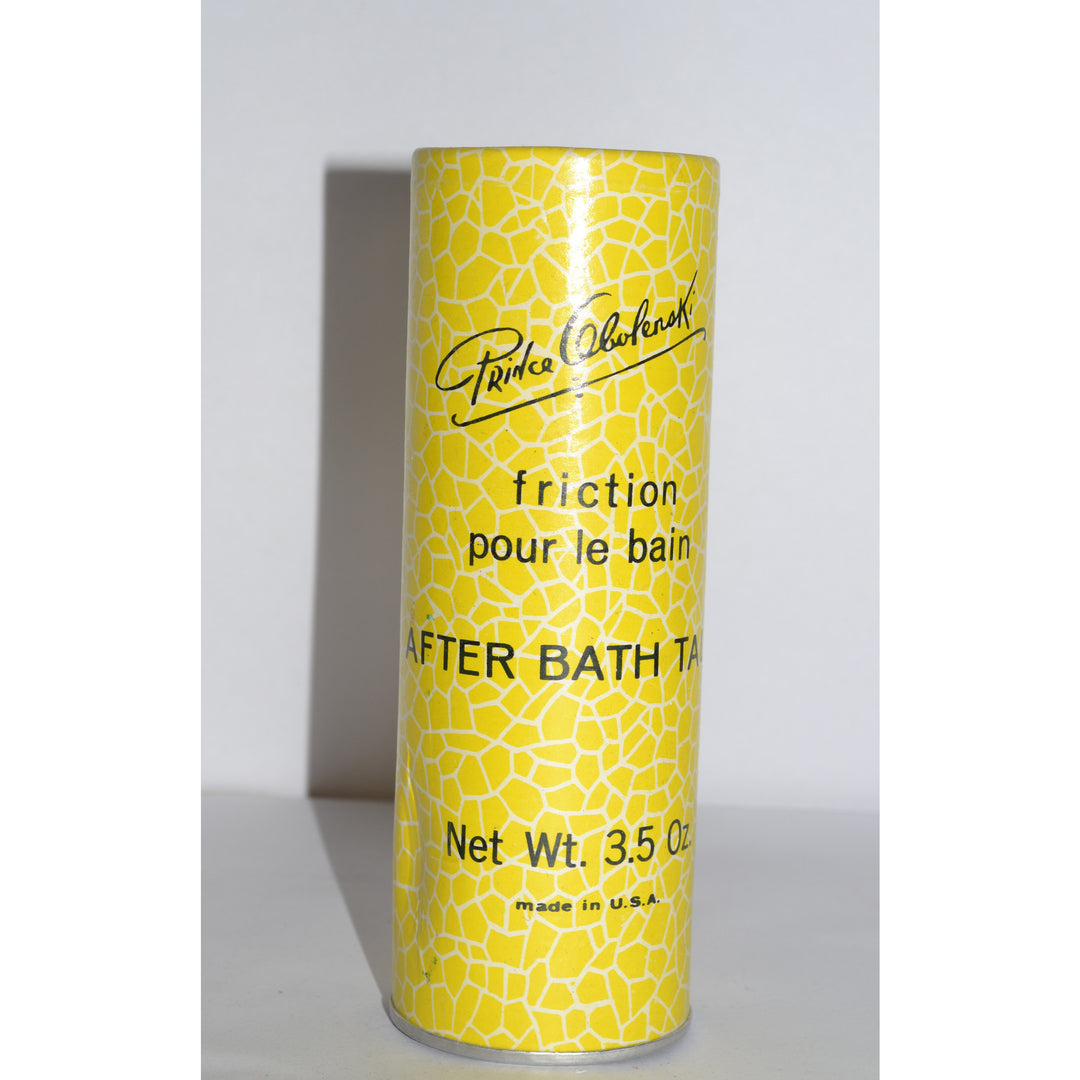 Prince Obolenski
friction
pour le bain
AFTER BATH TA
Net Wt. 3.5 Oz.
made in U.S.A.